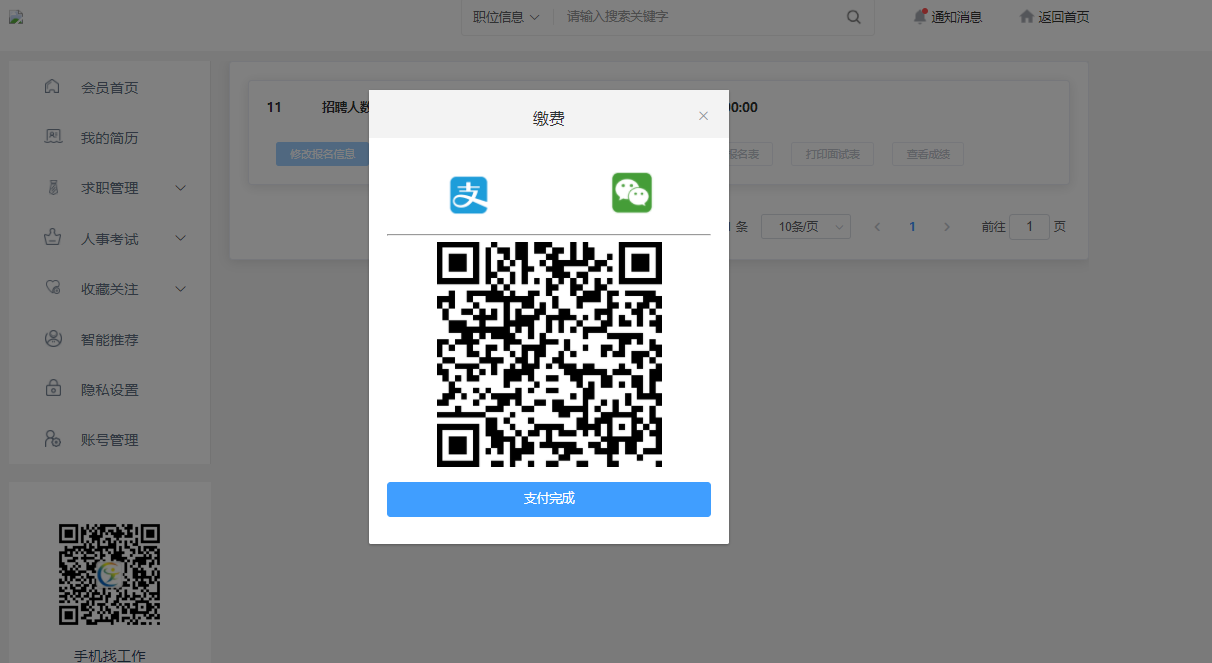 职位信息 请输入搜索关键字 通知消息 返回首页
会员首页
我的简历
求职管理
人事考试
收藏关注
智能推荐
隐私设置
账号管理
手机找工作
11 招聘人数 00:00
修改报名信息 报名表 打印面试表 查看成绩
条 10条/页 1 前往 1 页
缴费
支
支付完成